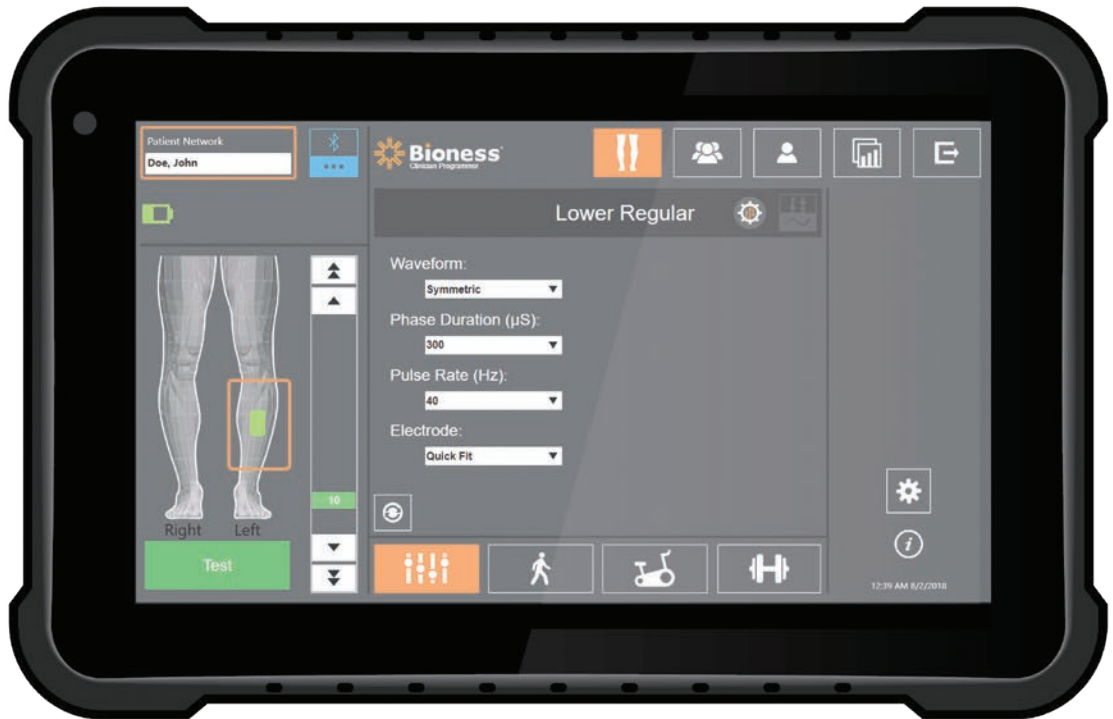 Patient Network
Doe, John
Bioness
Clinician Programmer
Lower Regular
Waveform:
Symmetric
Phase Duration (µS):
300
Pulse Rate (Hz):
40
Electrode:
Quick Fit
10
Right Left
Test
12:39 AM 8/2/2018